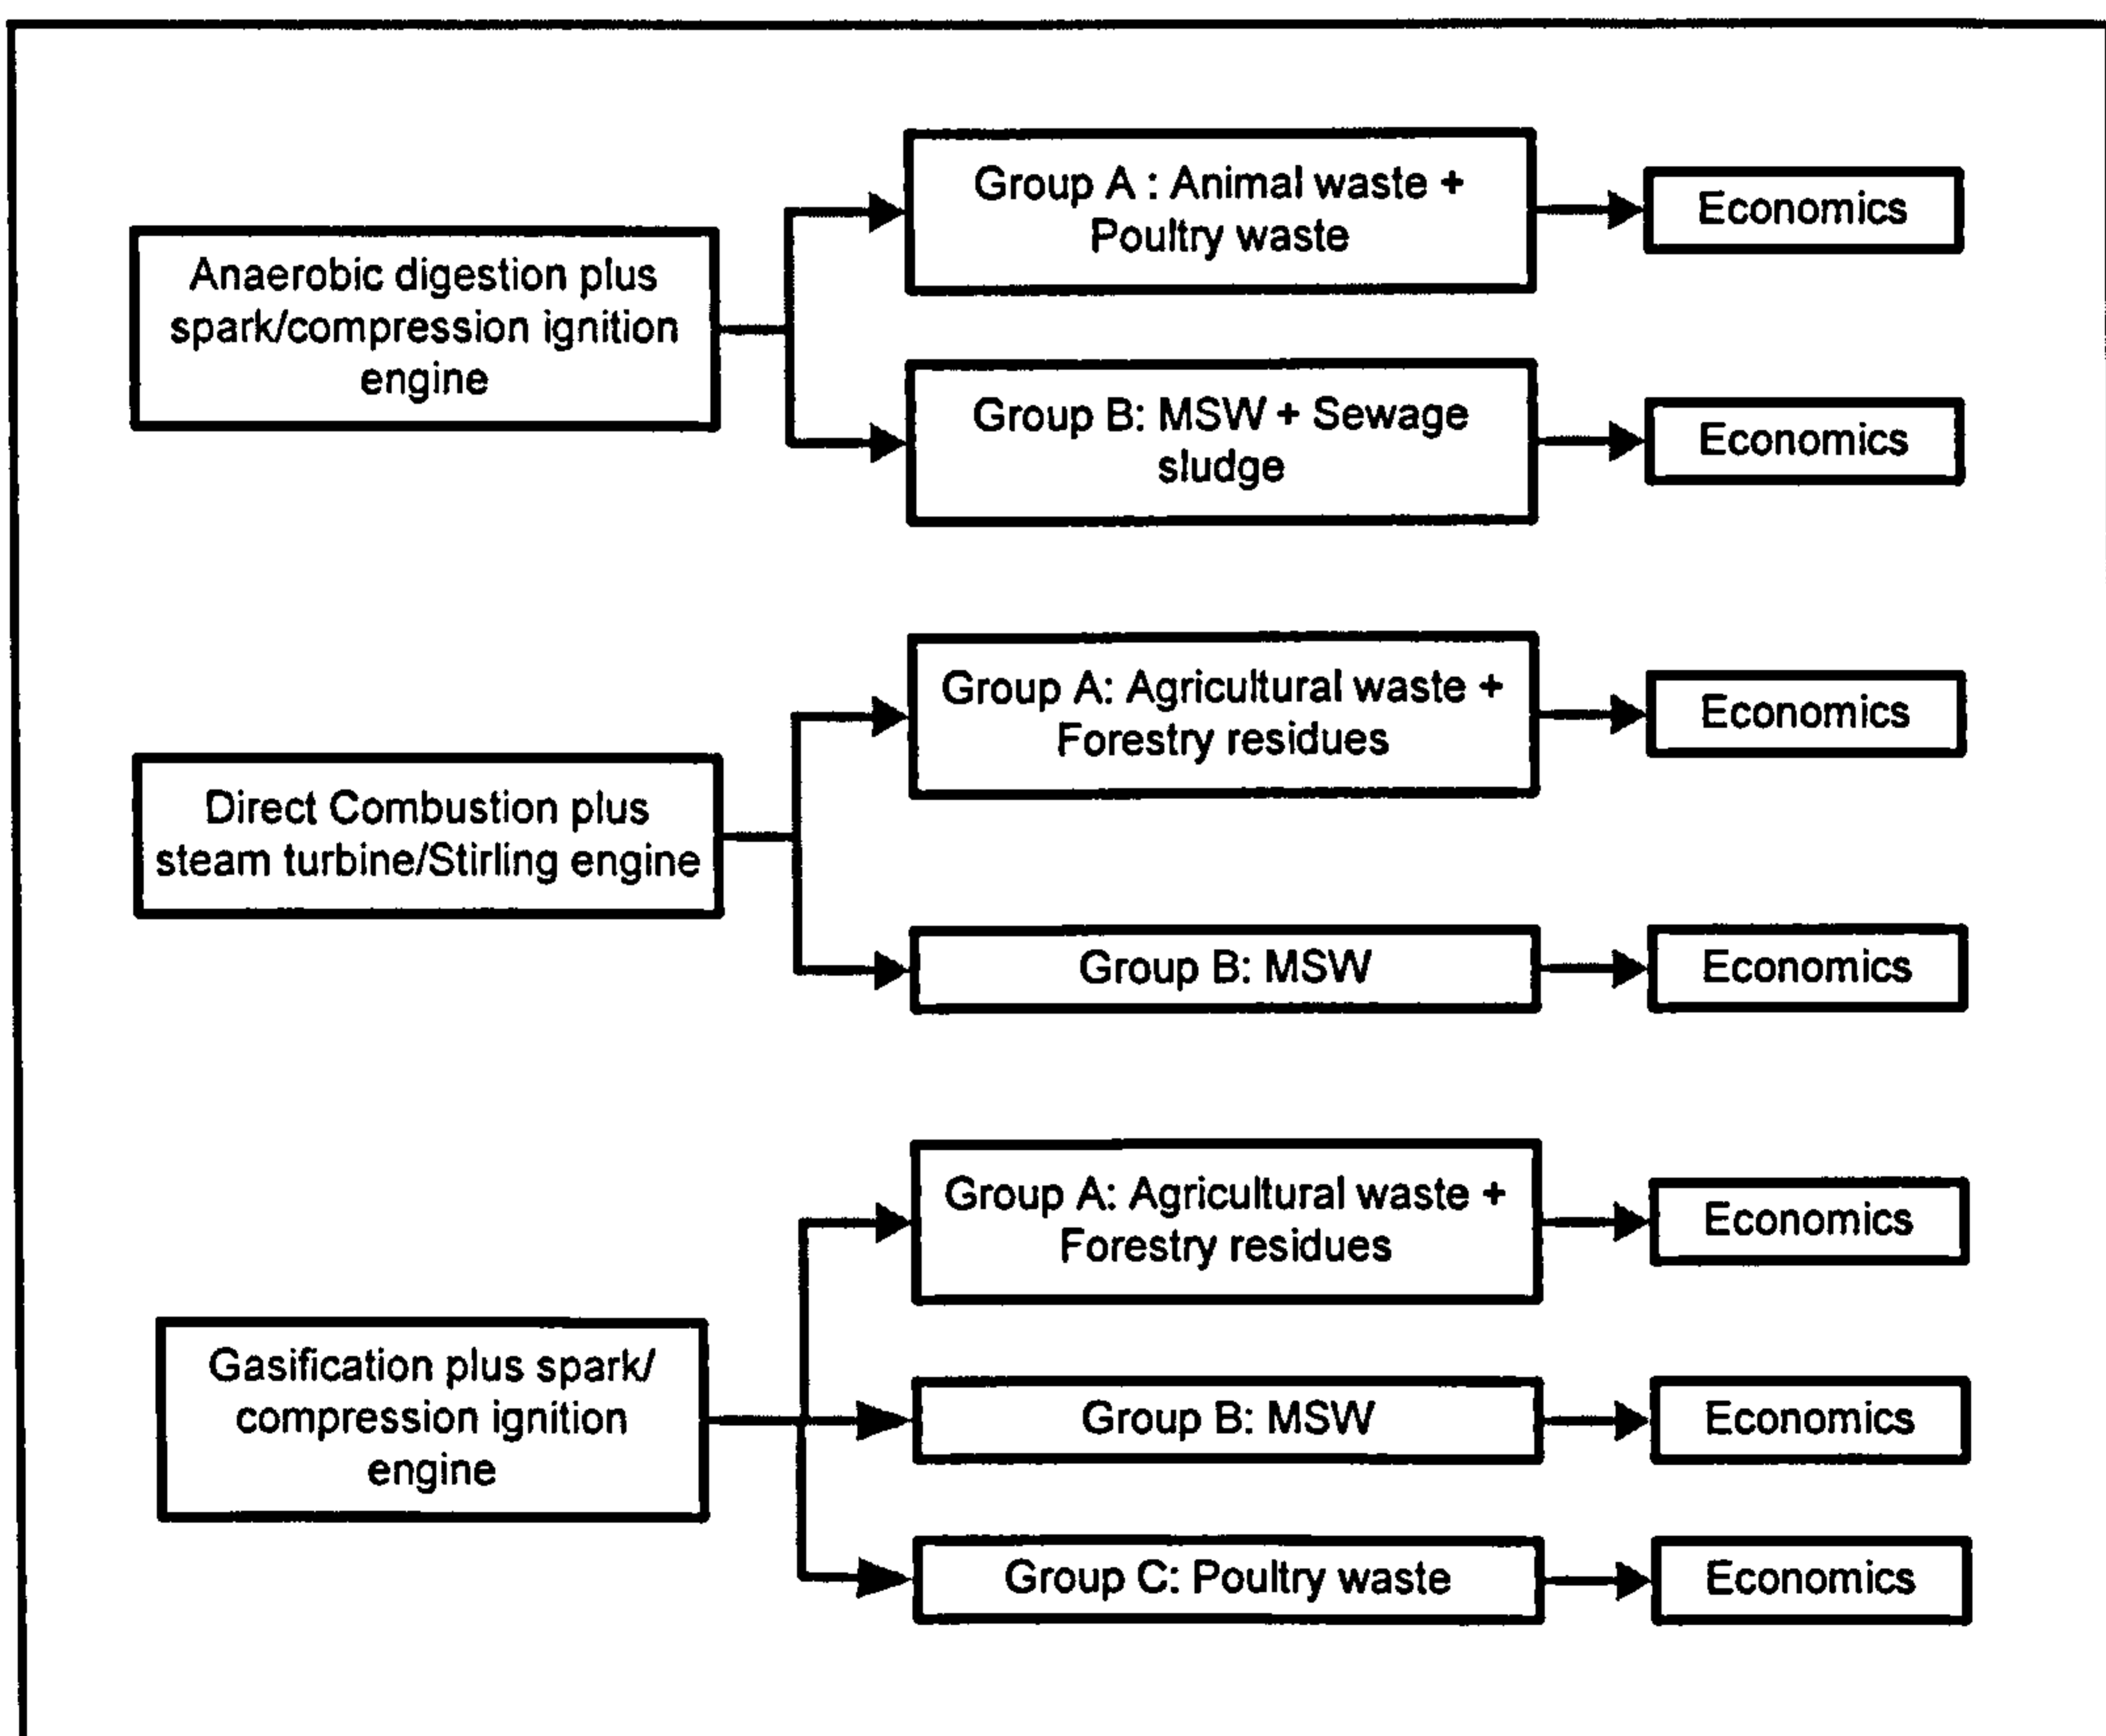 Anaerobic digestion plus
spark/compression ignition
engine
Group A : Animal waste +
Poultry waste
Economics
Group B: MSW + Sewage
sludge
Economics
Direct Combustion plus
steam turbine/Stirling engine
Group A: Agricultural waste +
Forestry residues
Economics
Group B: MSW
Economics
Gasification plus spark/
compression ignition
engine
Group A: Agricultural waste +
Forestry residues
Economics
Group B: MSW
Economics
Group C: Poultry waste
Economics